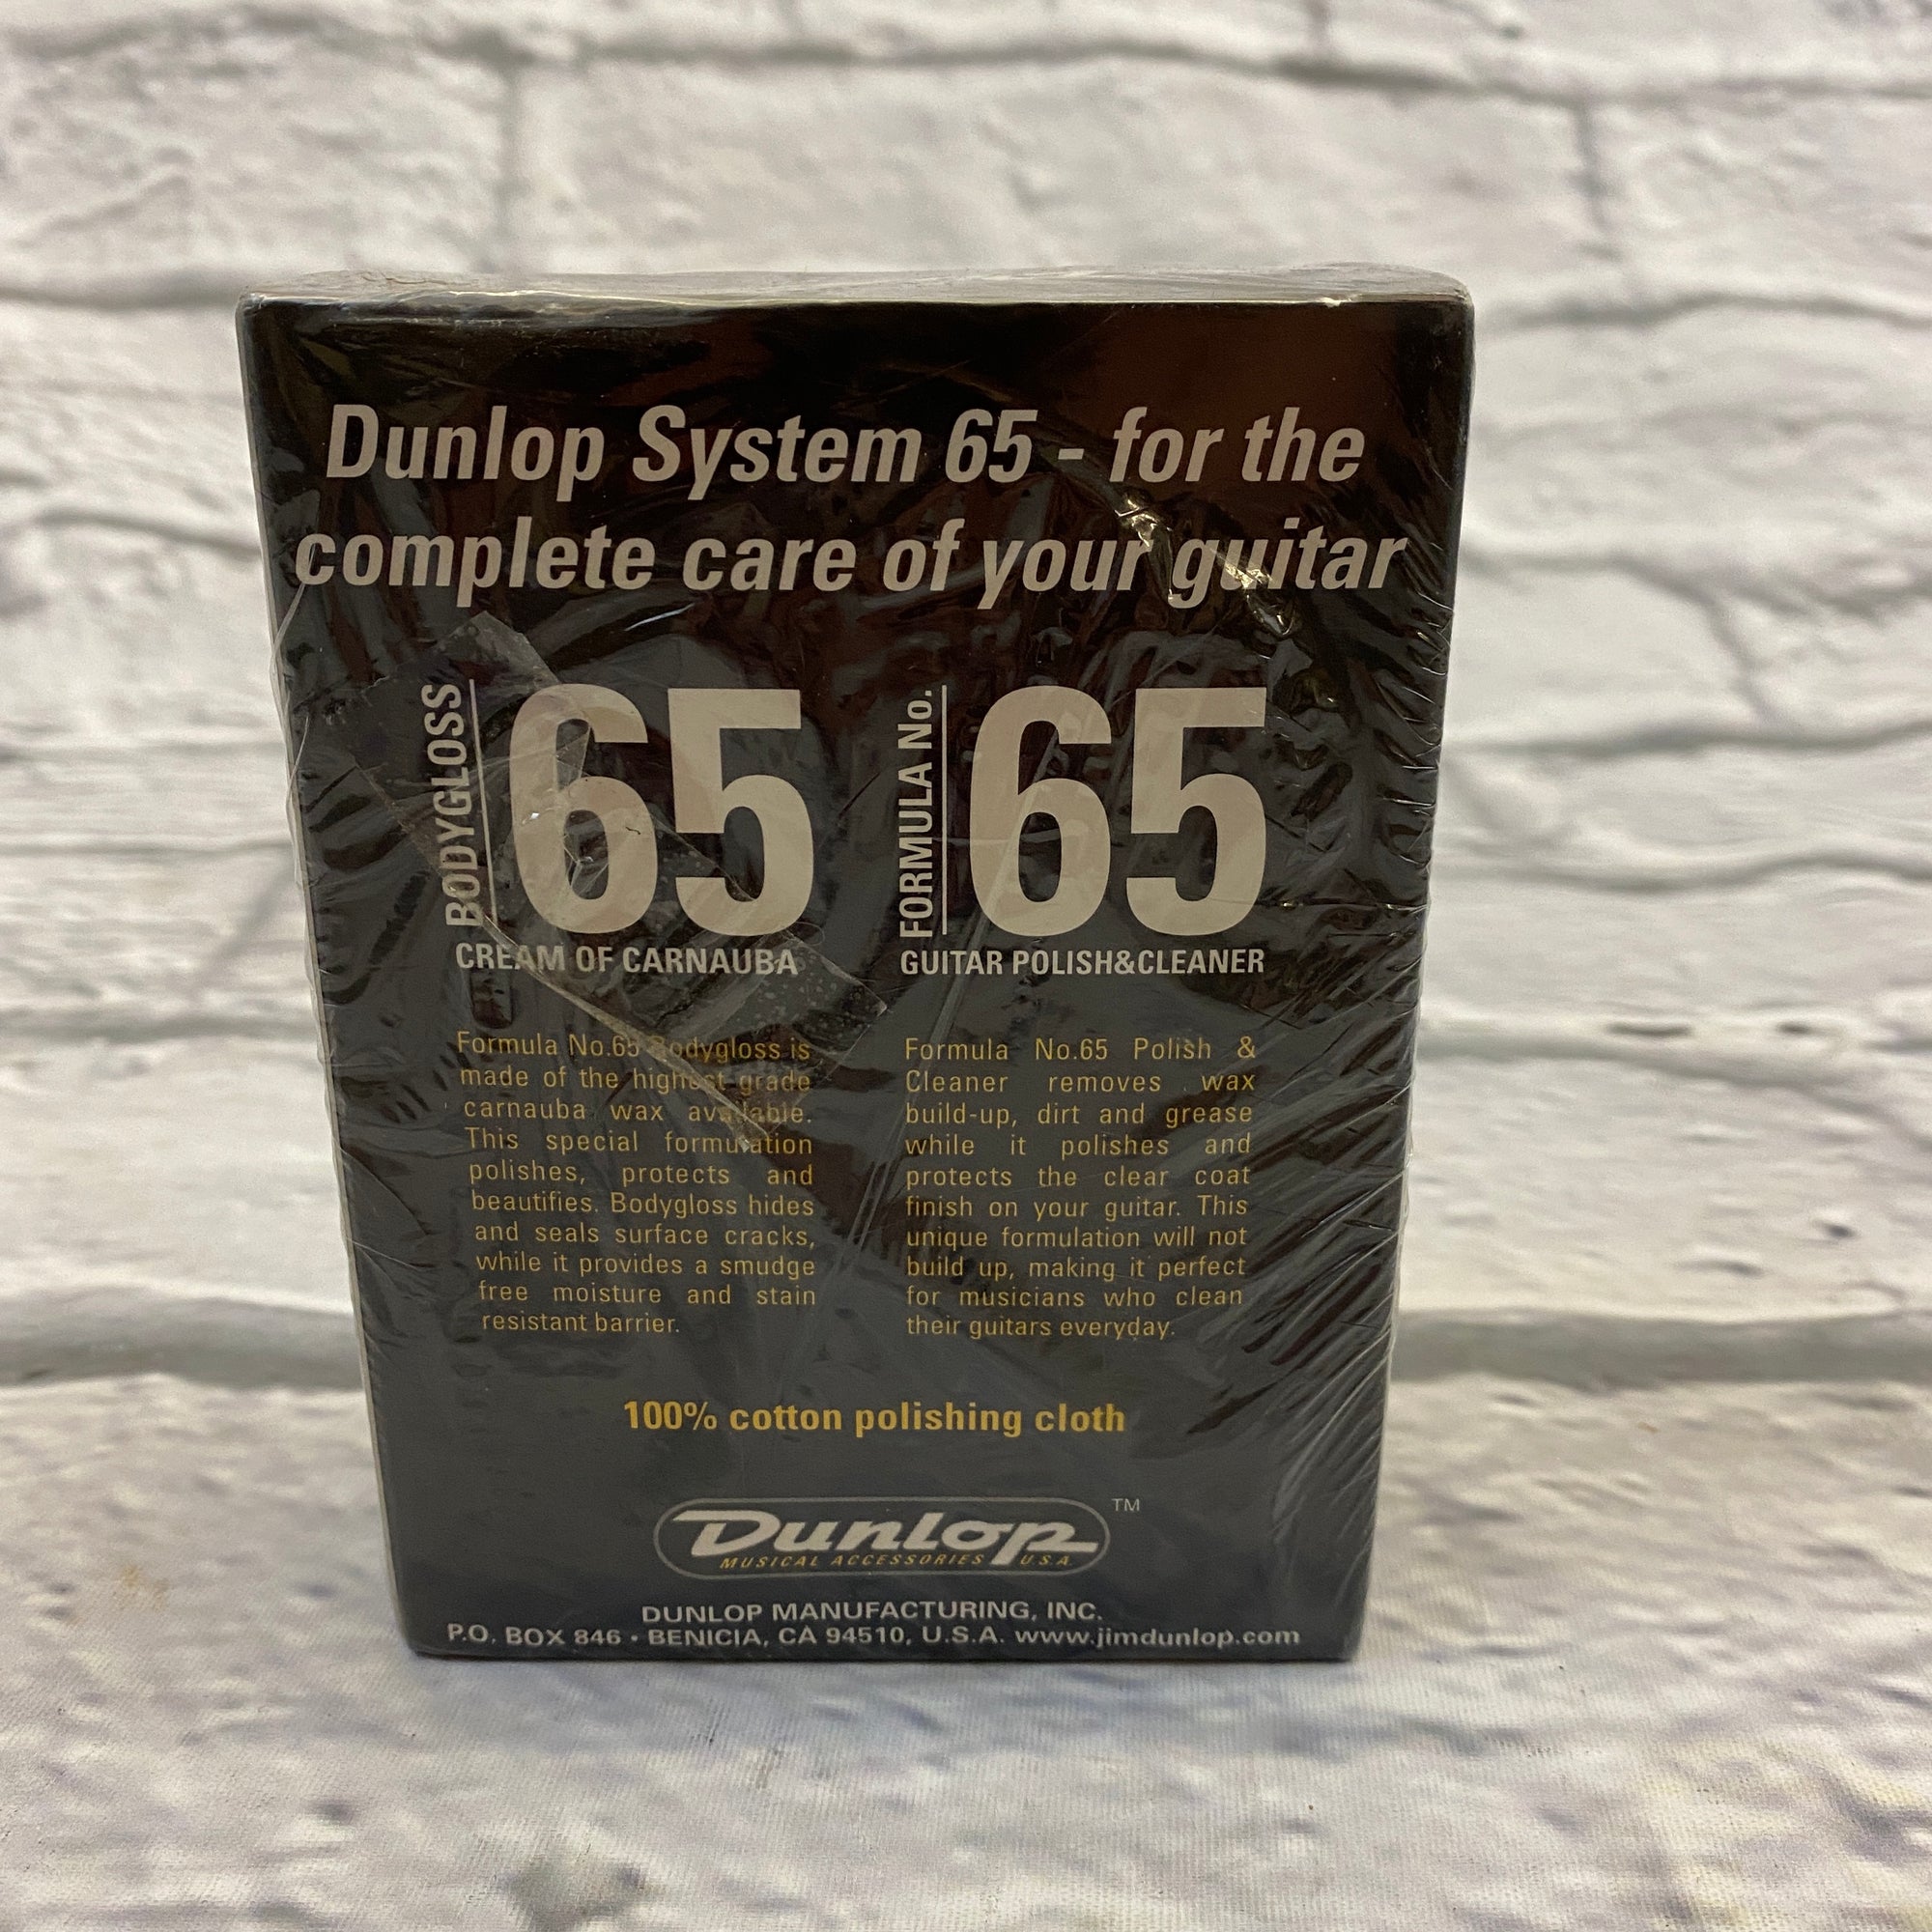 Dunlop System 65 - for the
complete care of your guitar
BODYGLOSS
65
CREAM OF CARNAUBA
Formula No.65 Bodygloss is
made of the highest grade
carnauba wax available.
This special formulation
polishes, protects and
beautifies. Bodygloss hides
and seals surface cracks,
while it provides a smudge
free moisture and stain
resistant barrier.
FORMULA No.
65
GUITAR POLISH&CLEANER
Formula No.65 Polish &
Cleaner removes wax
build-up, dirt and grease
while it polishes and
protects the clear coat
finish on your guitar. This
unique formulation will not
build up, making it perfect
for musicians who clean
their guitars everyday.
100% cotton polishing cloth
Dunlop TM
MUSICAL ACCESSORIES U.S.A.
DUNLOP MANUFACTURING, INC.
P.O. BOX 846 • BENICIA, CA 94510, U.S.A. www.jimdunlop.com